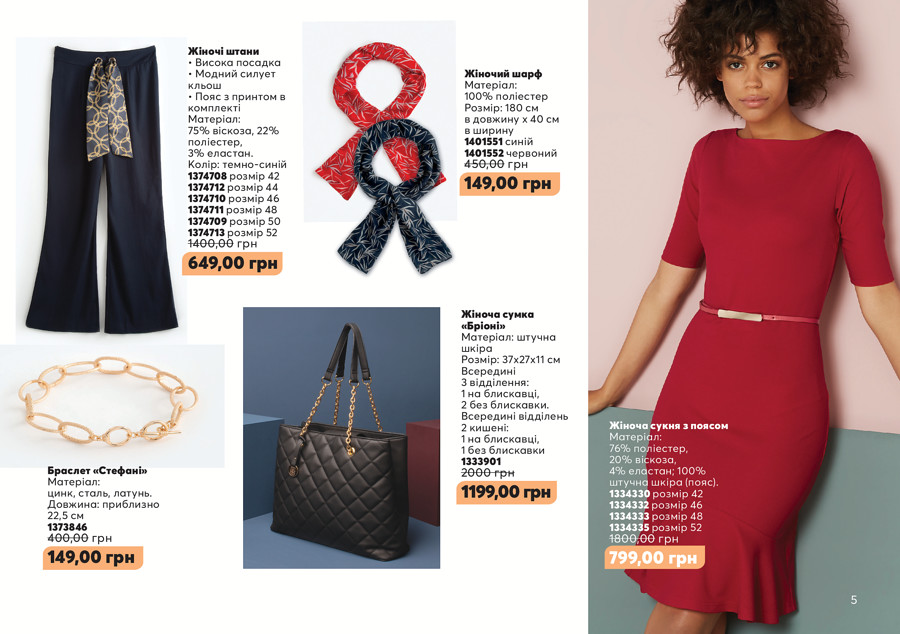 Жіночі штани
• Висока посадка
• Модний силует
кльош
• Пояс з принтом в
комплекті
Матеріал:
75% віскоза, 22%
поліестер,
3% еластан.
Колір: темно-синій
1374708 розмір 42
1374712 розмір 44
1374710 розмір 46
1374711 розмір 48
1374709 розмір 50
1374713 розмір 52
1400,00 грн
649,00 грн
Жіночий шарф
Матеріал:
100% поліестер
Розмір: 180 см
в довжину х 40 см
в ширину
1401551 синій
1401552 червоний
450,00 грн
149,00 грн
Браслет «Стефані»
Матеріал:
цинк, сталь, латунь.
Довжина: приблизно
22,5 см
1373846
400,00 грн
149,00 грн
Жіноча сумка
«Бріоні»
Матеріал: штучна
шкіра
Розмір: 37х27х11 см
Всередині
3 відділення:
1 на блискавці,
2 без блискавки.
Всередині відділень
2 кишені:
1 на блискавці,
1 без блискавки
1333901
2000 грн
1199,00 грн
Жіноча сукня з поясом
Матеріал:
76% поліестер,
20% віскоза,
4% еластан; 100%
штучна шкіра (пояс).
1334330 розмір 42
1334332 розмір 46
1334333 розмір 48
1334335 розмір 52
1800,00 грн
799,00 грн
5